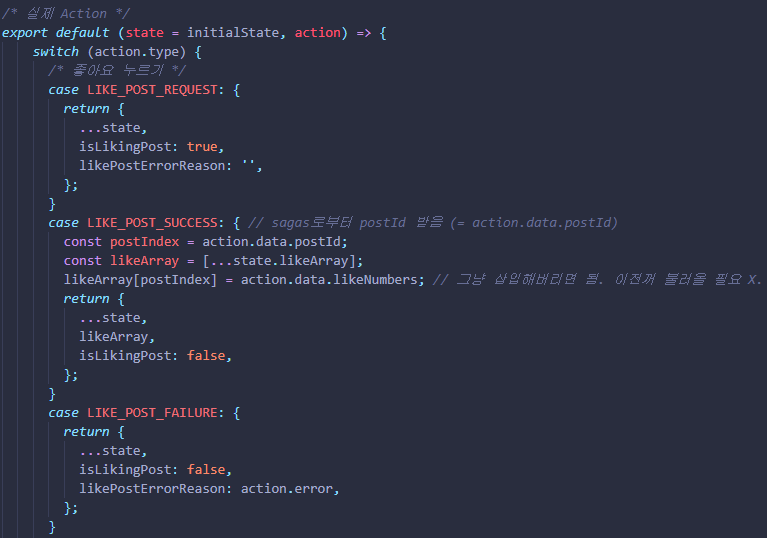 /* 실제 Action */
export default (state = initialState, action) => {
switch (action.type) {
/* 좋아요 누르기 */
case LIKE_POST_REQUEST: {
return {
...state,
isLikingPost: true,
likePostErrorReason: '',
};
}
case LIKE_POST_SUCCESS: { // sagas로부터 postId 받음 (= action.data.postId)
const postIndex = action.data.postId;
const likeArray = [...state.likeArray];
likeArray[postIndex] = action.data.likeNumbers; // 그냥 삽입해버리면 됨. 이전꺼 불러올 필요 X.
return {
...state,
likeArray,
isLikingPost: false,
};
}
case LIKE_POST_FAILURE: {
return {
...state,
isLikingPost: false,
likePostErrorReason: action.error,
};
}